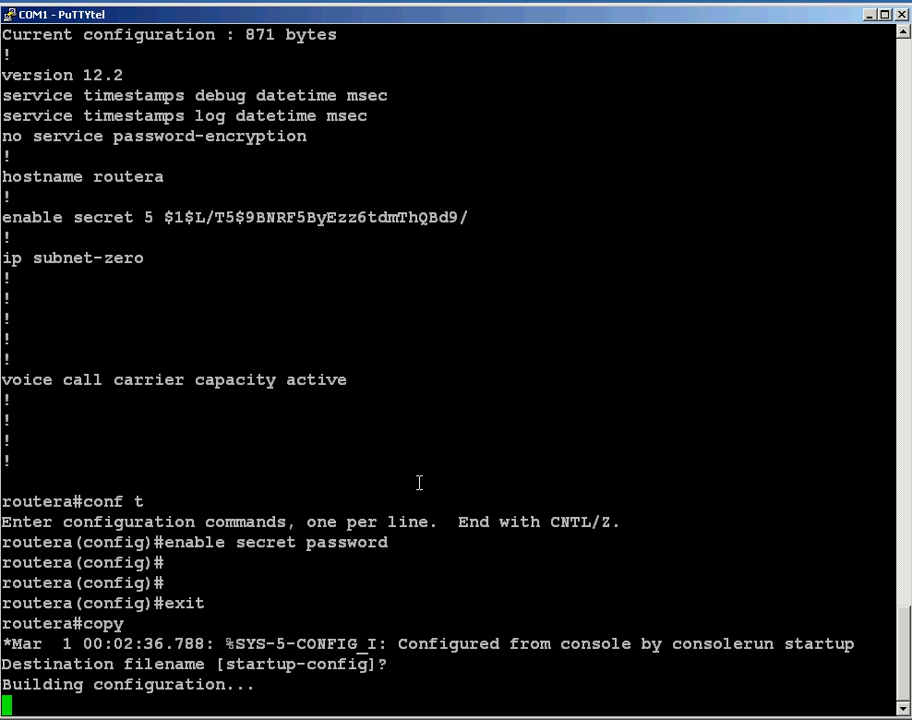 COM1 - PuTTYtel
Current configuration : 871 bytes
!
version 12.2
service timestamps debug datetime msec
service timestamps log datetime msec
no service password-encryption
!
hostname routera
!
enable secret 5 $1$L/T5$9BNRF5ByEzz6tdmThQBd9/
!
ip subnet-zero
!
!
!
!
!
voice call carrier capacity active
!
!
!
!
routera#conf t
Enter configuration commands, one per line.  End with CNTL/Z.
routera(config)#enable secret password
routera(config)#
routera(config)#
routera(config)#exit
routera#copy
*Mar  1 00:02:36.788: %SYS-5-CONFIG_I: Configured from console by consolerun startup
Destination filename [startup-config]?
Building configuration...